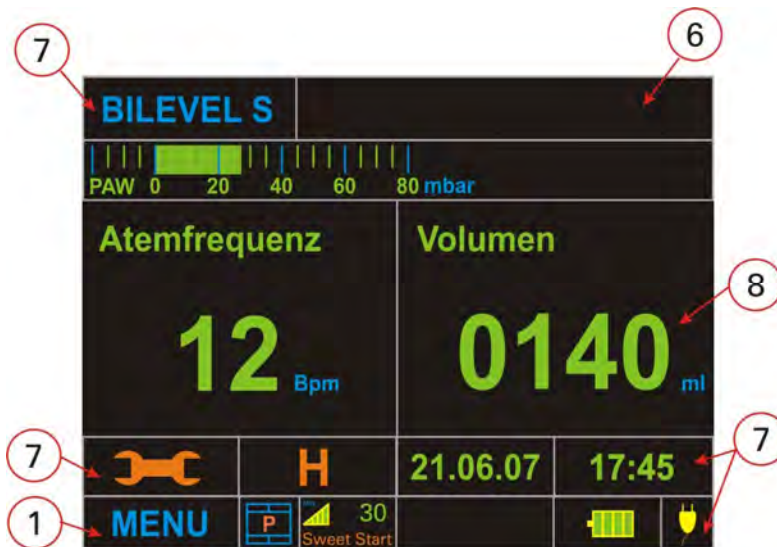 7
6
BILEVEL S
PAW 0 20 40 60 80 mbar
Atemfrequenz
Volumen
8
12 Bpm
0140 ml
7
H
21.06.07
17:45
7
1
MENU
P
30
Sweet Start